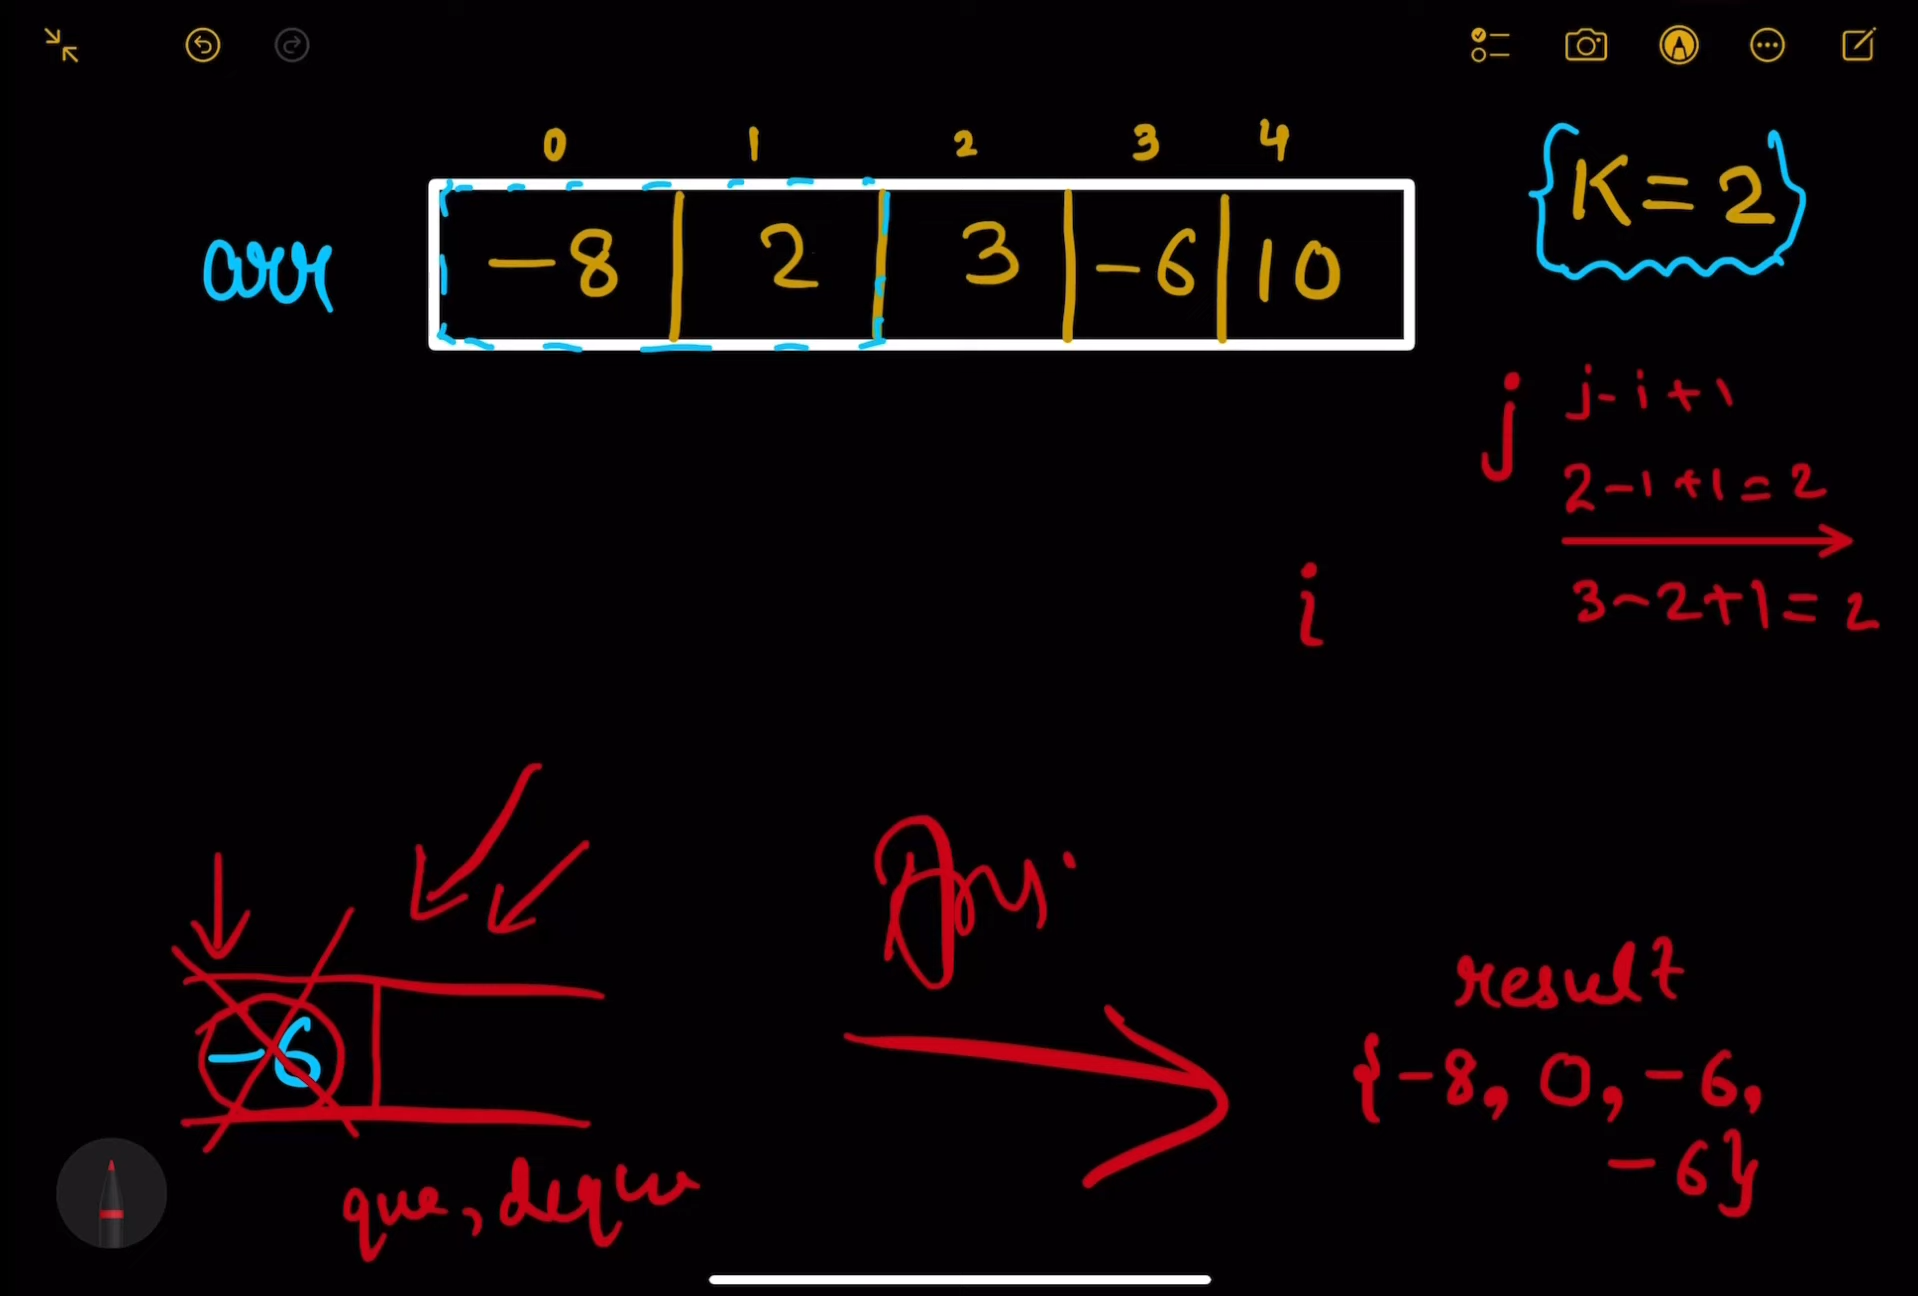 0 1 2 3 4
K = 2
arr -8 2 3 -6 10
j j-i+1
2-1+1=2
3-2+1=2
i
-6
result
{-8, 0, -6,
-6}
que, deque